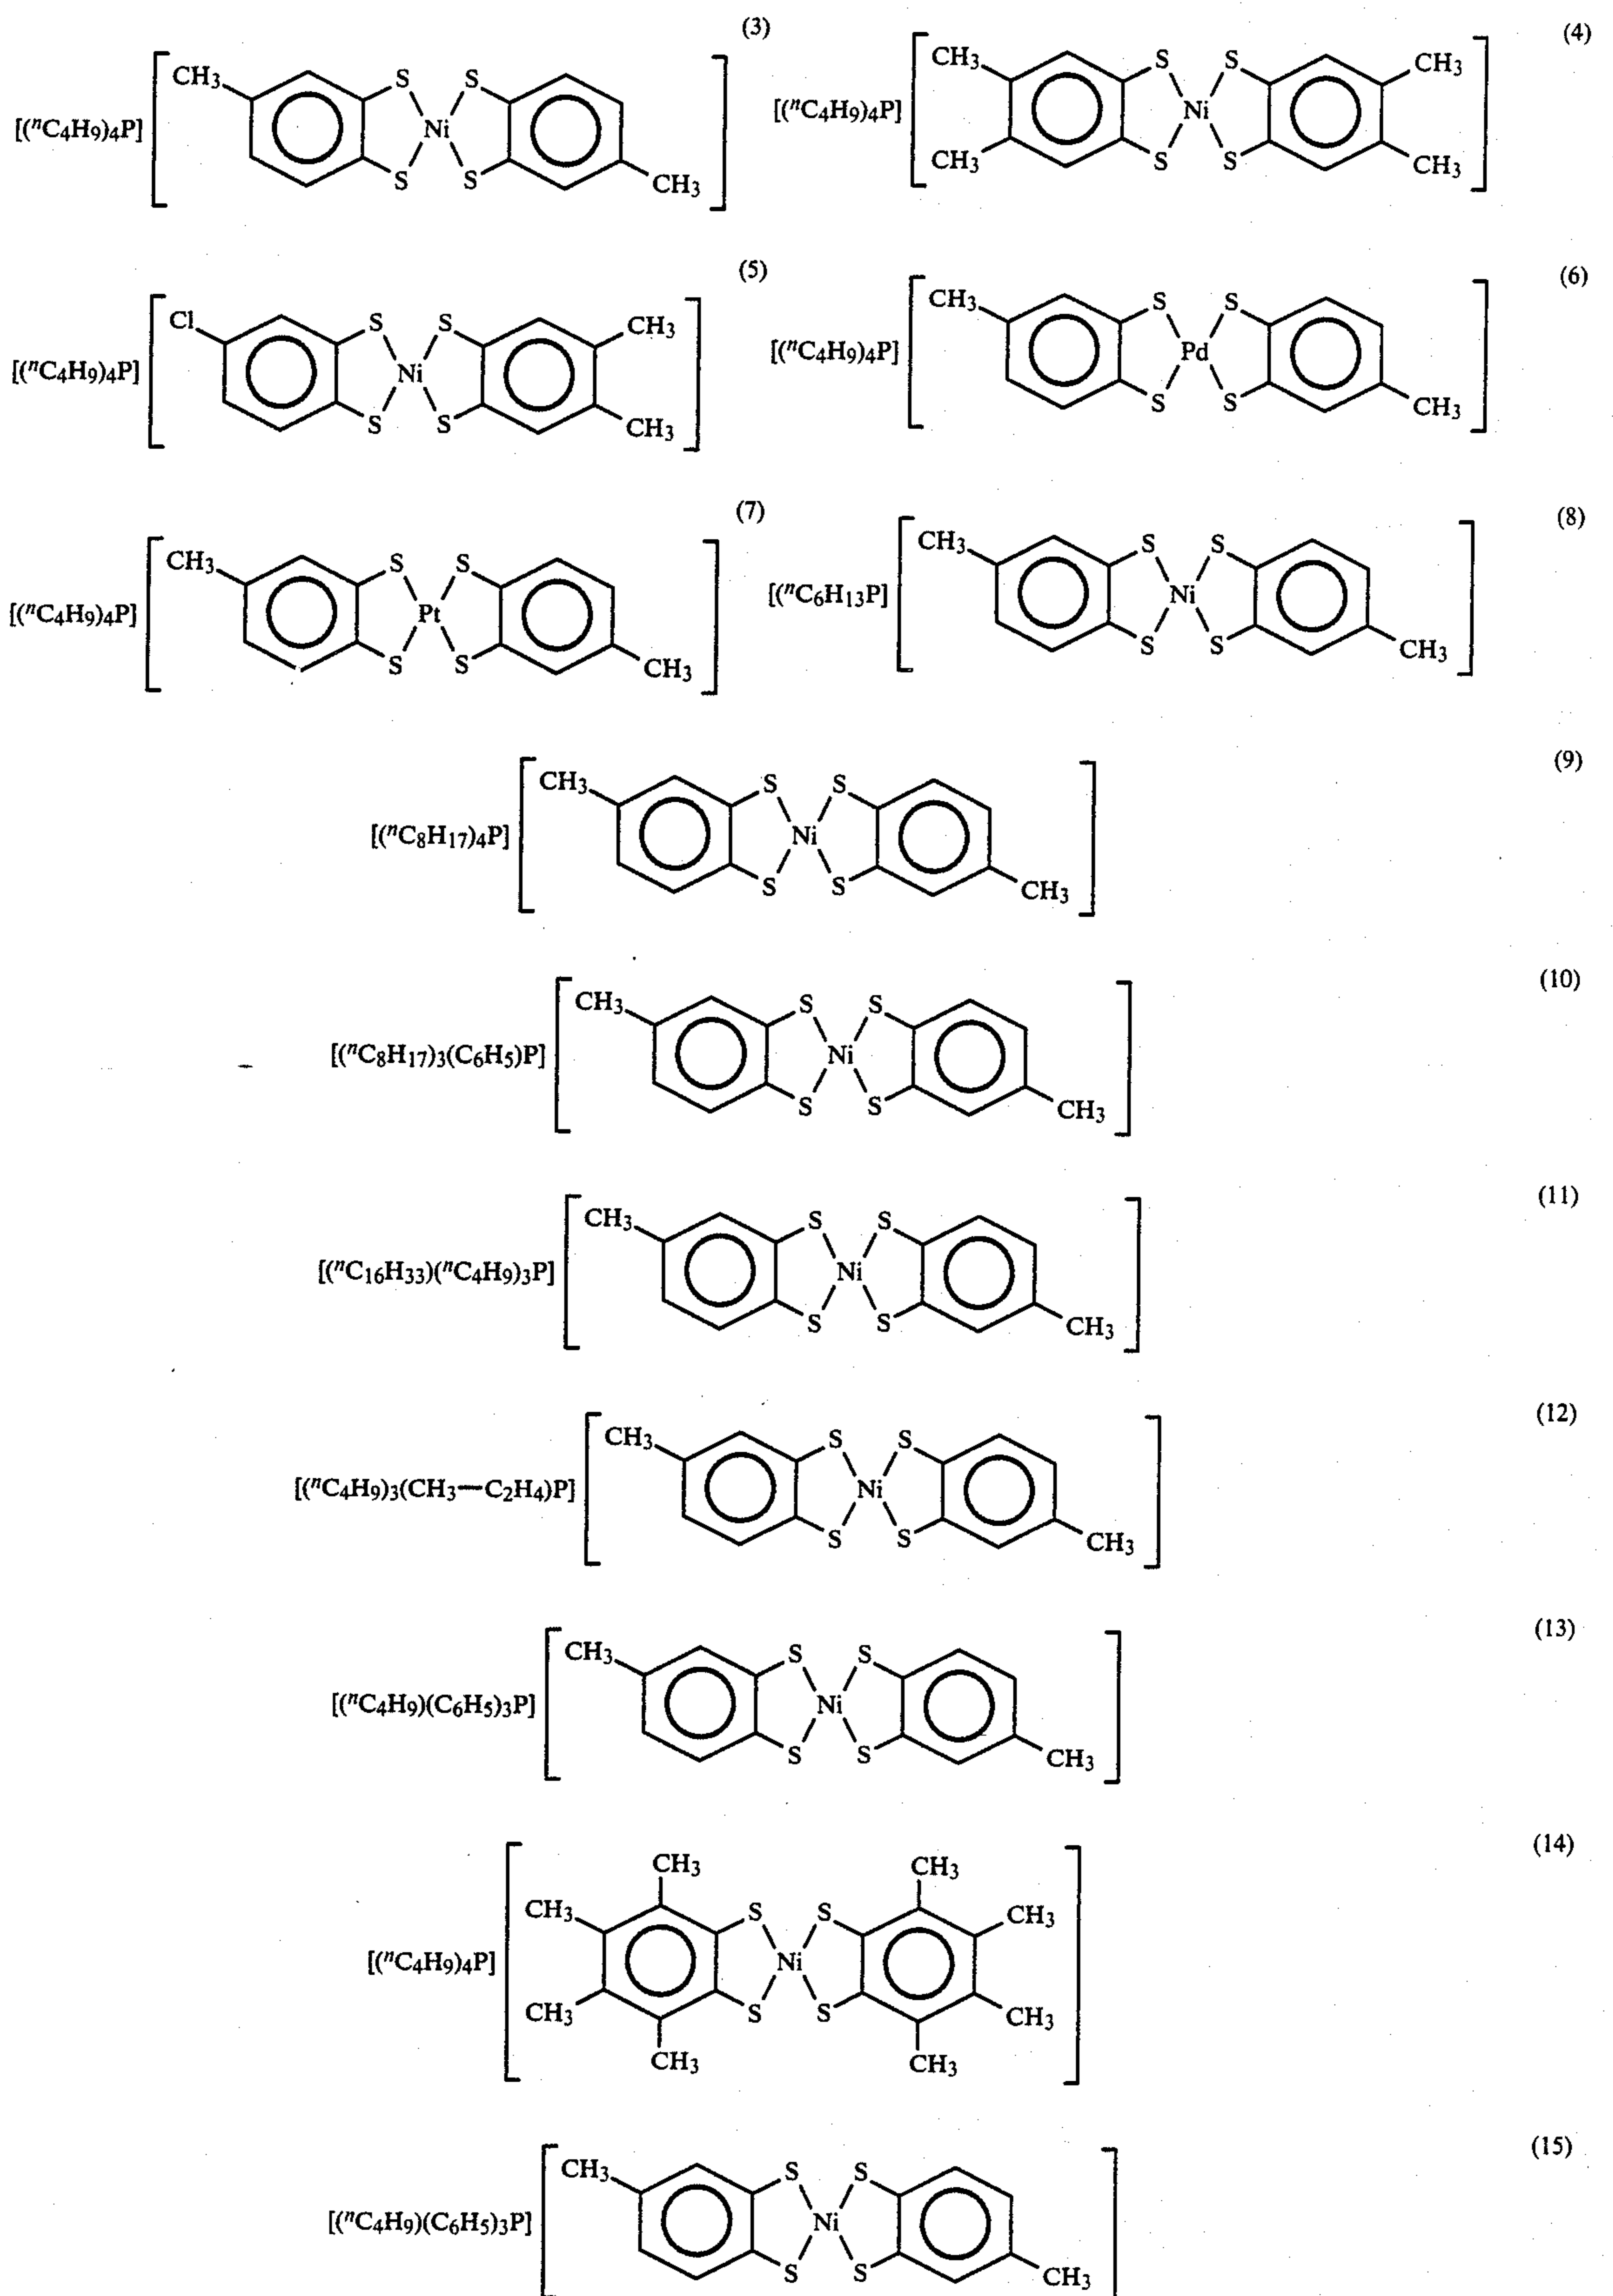 (3)
[(ⁿC4H9)4P] CH3 S S Ni S S CH3
(4)
[(ⁿC4H9)4P] CH3 CH3 S S Ni S S CH3 CH3
(5)
[(ⁿC4H9)4P] Cl S S Ni S S CH3 CH3
(6)
[(ⁿC4H9)4P] CH3 S S Pd S S CH3
(7)
[(ⁿC4H9)4P] CH3 S S Pt S S CH3
(8)
[(ⁿC6H13P] CH3 S S Ni S S CH3
(9)
[(ⁿC8H17)4P] CH3 S S Ni S S CH3
(10)
[(ⁿC8H17)3(C6H5)P] CH3 S S Ni S S CH3
(11)
[(ⁿC16H33)(ⁿC4H9)3P] CH3 S S Ni S S CH3
(12)
[(ⁿC4H9)3(CH3—C2H4)P] CH3 S S Ni S S CH3
(13)
[(ⁿC4H9)(C6H5)3P] CH3 S S Ni S S CH3
(14)
[(ⁿC4H9)4P] CH3 CH3 CH3 CH3 S S Ni S S CH3 CH3 CH3 CH3
(15)
[(ⁿC4H9)(C6H5)3P] CH3 S S Ni S S CH3